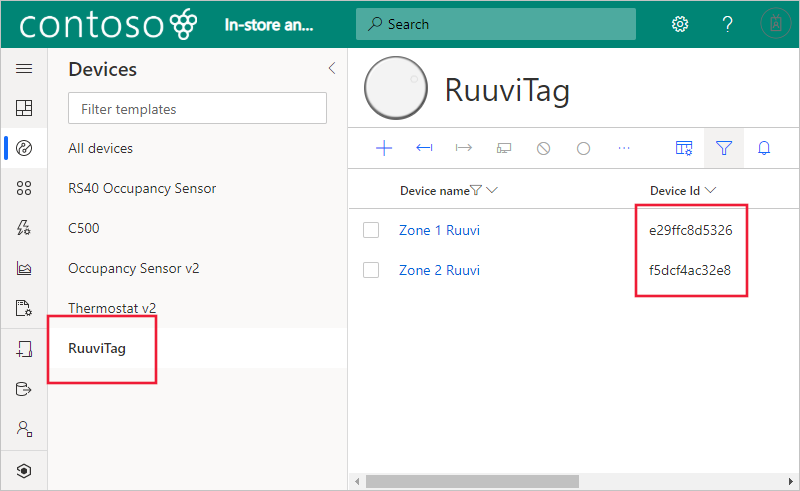 contoso
In-store an...
Search
Devices
Filter templates
All devices
RS40 Occupancy Sensor
C500
Occupancy Sensor v2
Thermostat v2
RuuviTag
RuuviTag
Device name
Device Id
Zone 1 Ruuvi
e29ffc8d5326
Zone 2 Ruuvi
f5dcf4ac32e8